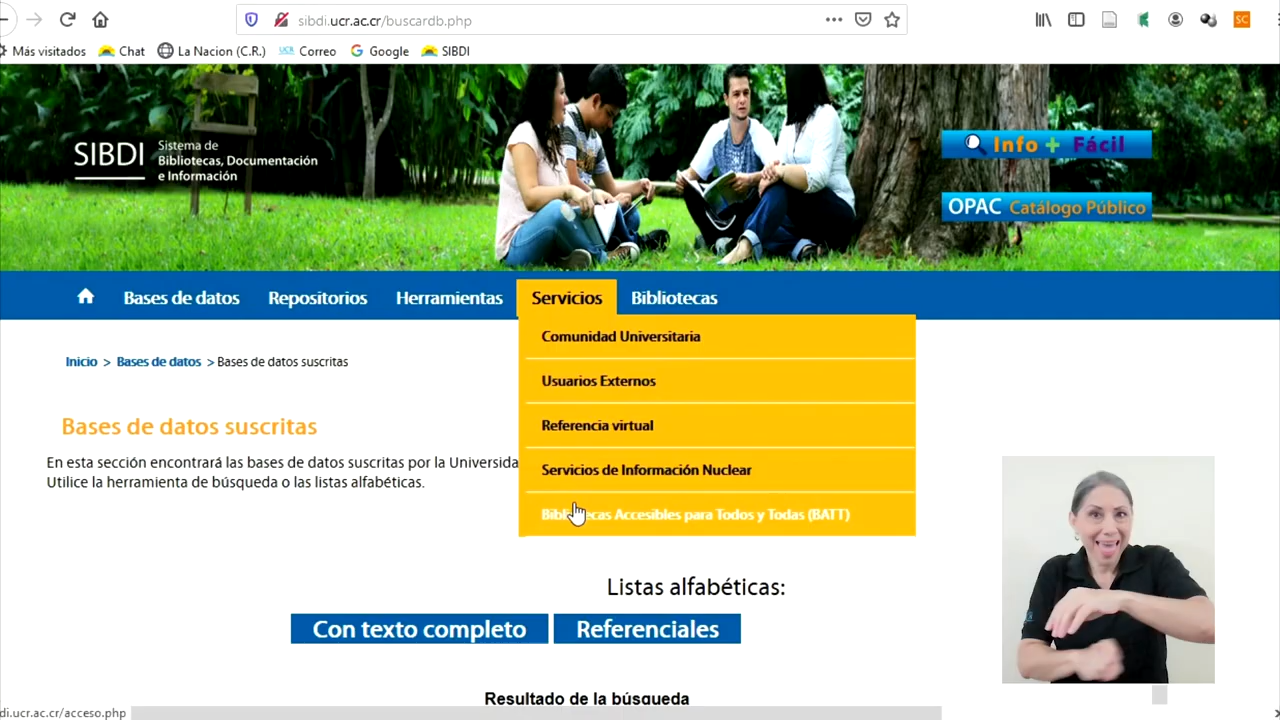 sibdi.ucr.ac.cr/buscardb.php
SC
Más visitados
Chat
La Nacion (C.R.)
UCR
Correo
Google
SIBDI
SIBDI
Sistema de
Bibliotecas, Documentación
e Información
Info + Fácil
OPAC Catálogo Público
Bases de datos
Repositorios
Herramientas
Servicios
Bibliotecas
Comunidad Universitaria
Usuarios Externos
Referencia virtual
Servicios de Información Nuclear
Bibliotecas Accesibles para Todos y Todas (BATT)
Inicio > Bases de datos > Bases de datos suscritas
Bases de datos suscritas
En esta sección encontrará las bases de datos suscritas por la Universida
Utilice la herramienta de búsqueda o las listas alfabéticas.
Listas alfabéticas:
Con texto completo
Referenciales
Resultado de la búsqueda
di.ucr.ac.cr/acceso.php